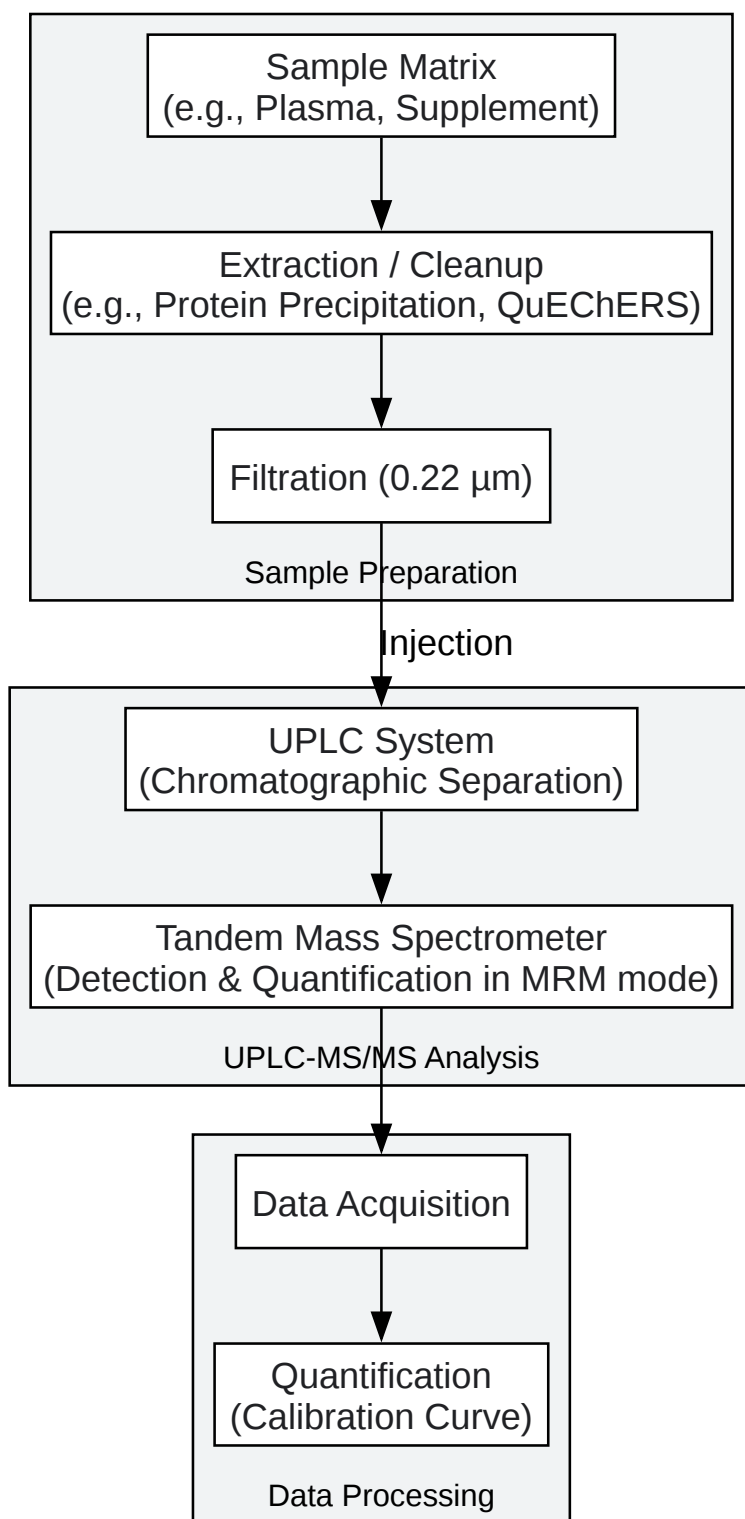 Sample Matrix
(e.g., Plasma, Supplement)
Extraction / Cleanup
(e.g., Protein Precipitation, QuEChERS)
Filtration (0.22 µm)
Sample Preparation
Injection
UPLC System
(Chromatographic Separation)
Tandem Mass Spectrometer
(Detection & Quantification in MRM mode)
UPLC-MS/MS Analysis
Data Acquisition
Quantification
(Calibration Curve)
Data Processing